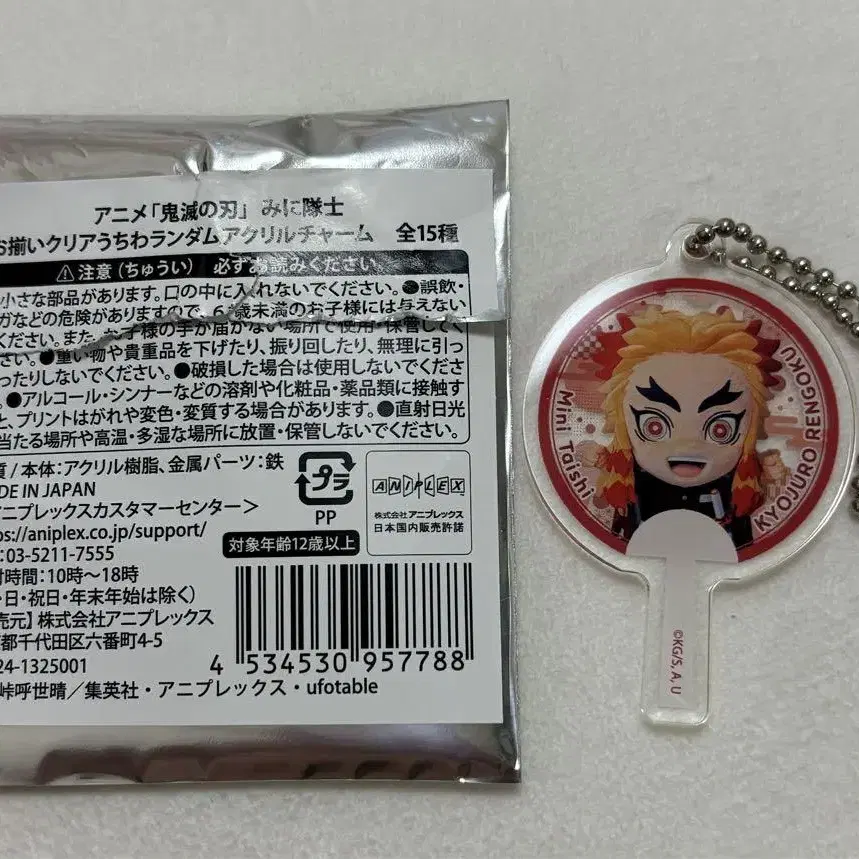 アニメ「鬼滅の刃」 みに隊士
お揃いクリアうちわランダムアクリルチャーム 全15種
⚠注意(ちゅうい) 必ずお読みください。
小さな部品があります。口の中に入れないでください。●誤飲・
ガなどの危険がありますので、6歳未満のお子様には与えない
ください。また、お子様の手が届かない場所で使用・保管してく
さい。●重い物や貴重品を下げたり、振り回したり、無理に引っ
ったりしないでください。●破損した場合は使用しないでくださ
。●アルコール・シンナーなどの溶剤や化粧品・薬品類に接触す
と、プリントはがれや変色・変質する場合があります。●直射日光
当たる場所や高温・多湿な場所に放置・保管しないでください。
質/本体:アクリル樹脂、金属パーツ:鉄
DE IN JAPAN
アニプレックスカスタマーセンター>
ps://aniplex.co.jp/support/
:03-5211-7555
付時間:10時~18時
・日・祝日・年末年始は除く)
売元】株式会社アニプレックス
都千代田区六番町4-5
24-1325001
峠呼世晴/集英社・アニプレックス・ufotable
プラ
PP
ANIPLEX
株式会社アニプレックス
日本国内販売許諾
対象年齢12歳以上
4 534530 957788
Mini Taishi
KYOJURO RENGOKU
©KG/S, A, U